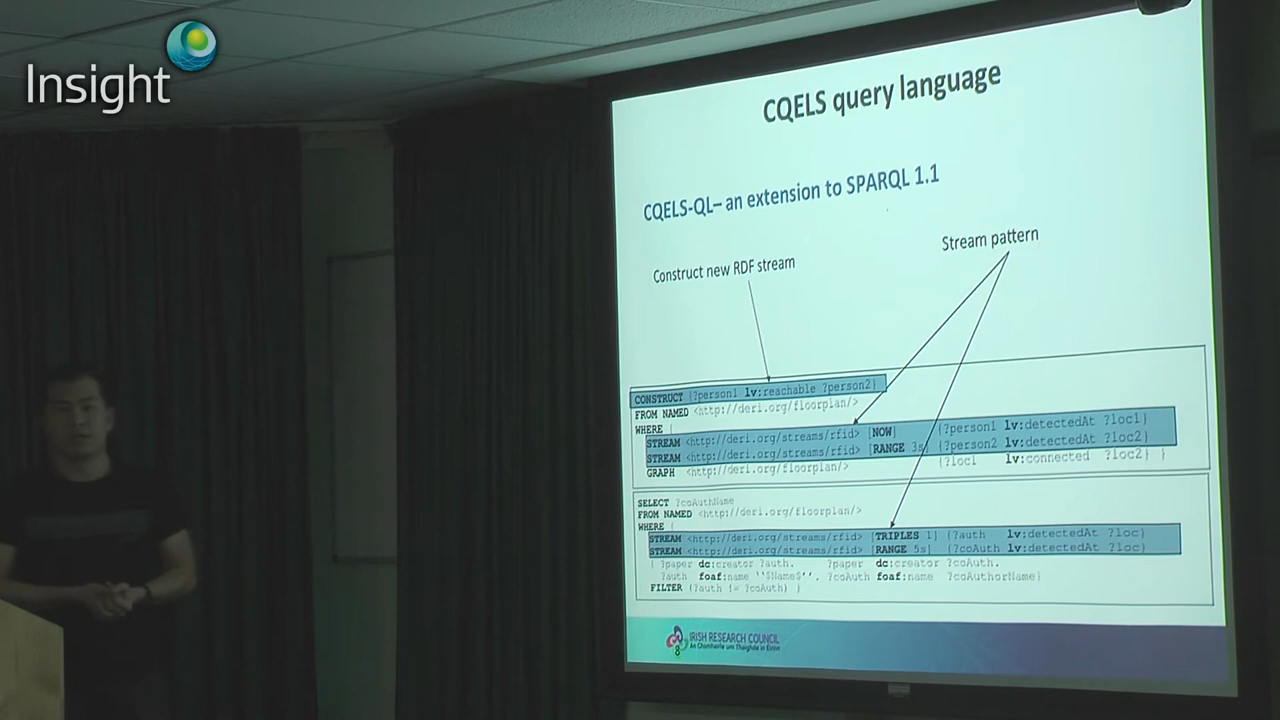 Insight
CQELS query language
CQELS-QL– an extension to SPARQL 1.1
Stream pattern
Construct new RDF stream
CONSTRUCT {?person1 lv:reachable ?person2}
FROM NAMED <http://deri.org/floorplan/>
WHERE {
STREAM <http://deri.org/streams/rfid> [NOW] {?person1 lv:detectedAt ?loc1}
STREAM <http://deri.org/streams/rfid> [RANGE 3s] {?person2 lv:detectedAt ?loc2}
GRAPH <http://deri.org/floorplan/> {?loc1 lv:connected ?loc2} }
SELECT ?coAuthName
FROM NAMED <http://deri.org/floorplan/>
WHERE {
STREAM <http://deri.org/streams/rfid> [TRIPLES 1] {?auth lv:detectedAt ?loc}
STREAM <http://deri.org/streams/rfid> [RANGE 5s] {?coAuth lv:detectedAt ?loc}
{ ?paper dc:creator ?auth. ?paper dc:creator ?coAuth.
?auth foaf:name ''$Name$''. ?coAuth foaf:name ?coAuthorName}
FILTER (?auth != ?coAuth) }
IRISH RESEARCH COUNCIL
An Chomhairle um Thaighde in Éirinn